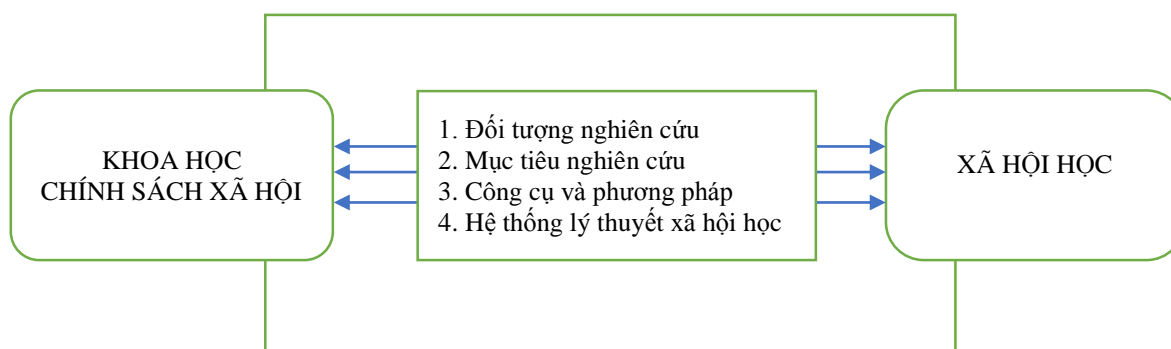 KHOA HỌC
CHÍNH SÁCH XÃ HỘI
1. Đối tượng nghiên cứu
2. Mục tiêu nghiên cứu
3. Công cụ và phương pháp
4. Hệ thống lý thuyết xã hội học
XÃ HỘI HỌC